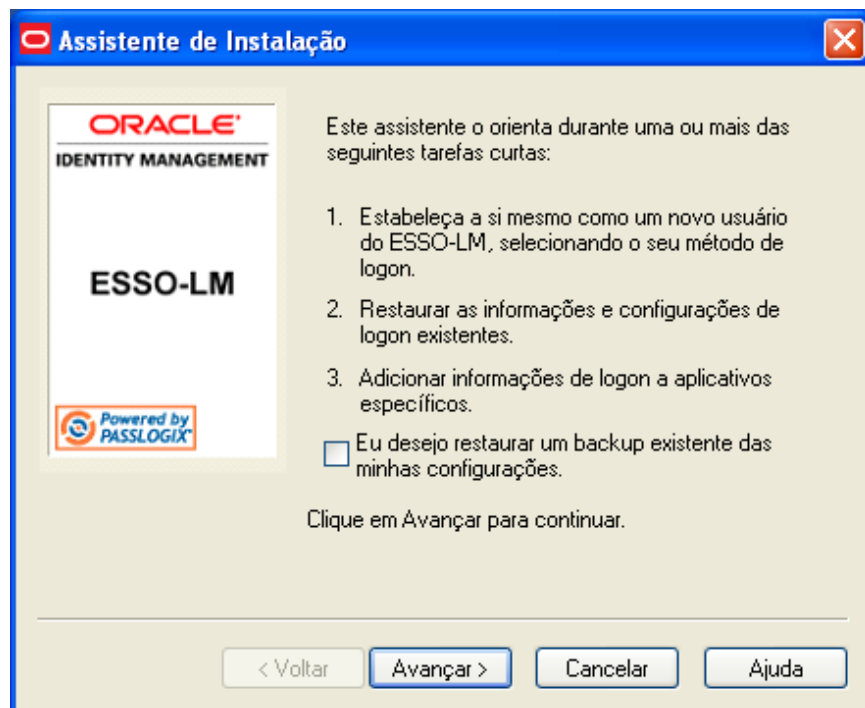 Assistente de Instalação
ORACLE'
IDENTITY MANAGEMENT
ESSO-LM
Powered by
PASSLOGIX
Este assistente o orienta durante uma ou mais das
seguintes tarefas curtas:
1. Estabeleça a si mesmo como um novo usuário
do ESSO-LM, selecionando o seu método de
logon.
2. Restaurar as informações e configurações de
logon existentes.
3. Adicionar informações de logon a aplicativos
específicos.
Eu desejo restaurar um backup existente das
minhas configurações.
Clique em Avançar para continuar.
< Voltar
Avançar >
Cancelar
Ajuda